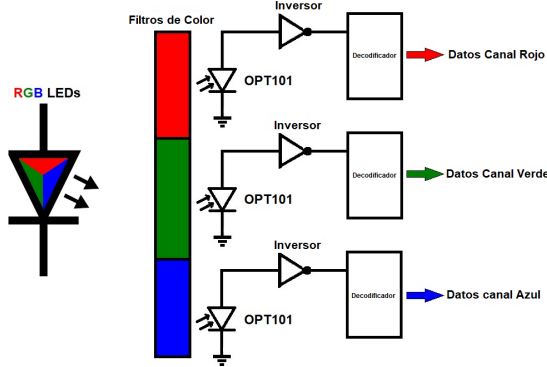 Filtros de Color
Inversor
Decodificador
Datos Canal Rojo
OPT101
RGB LEDs
Inversor
Decodificador
Datos Canal Verde
OPT101
Inversor
Decodificador
Datos canal Azul
OPT101